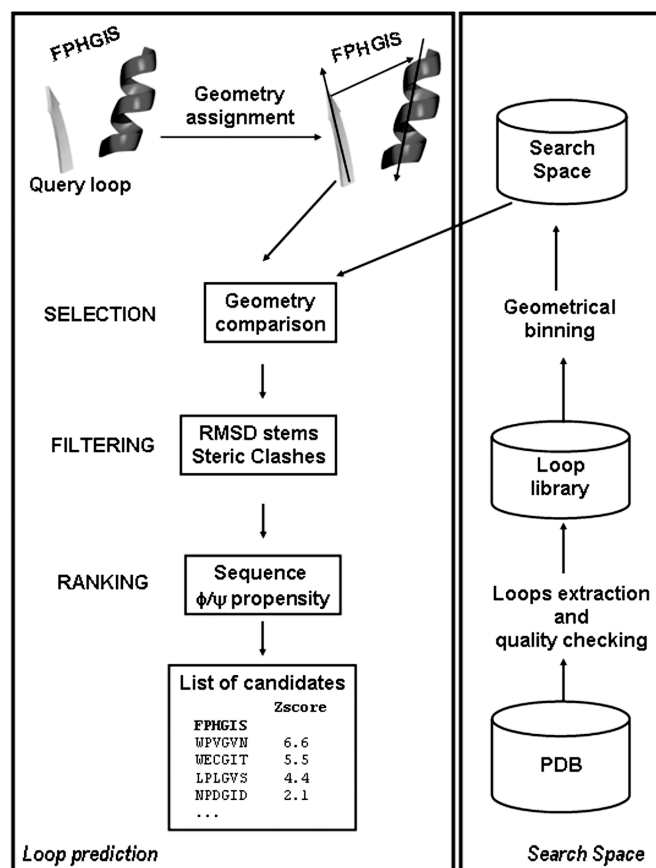 FPHGIS
Geometry
assignment
Query loop
FPHGIS
SELECTION
Geometry
comparison
FILTERING
RMSD stems
Steric Clashes
RANKING
Sequence
ϕ/ψ propensity
List of candidates
Zscore
FPHGIS
WPVGVN 6.6
WECGIT 5.5
LPLGVS 4.4
NPDGID 2.1
...
Loop prediction
Search
Space
Geometrical
binning
Loop
library
Loops extraction
and
quality checking
PDB
Search Space